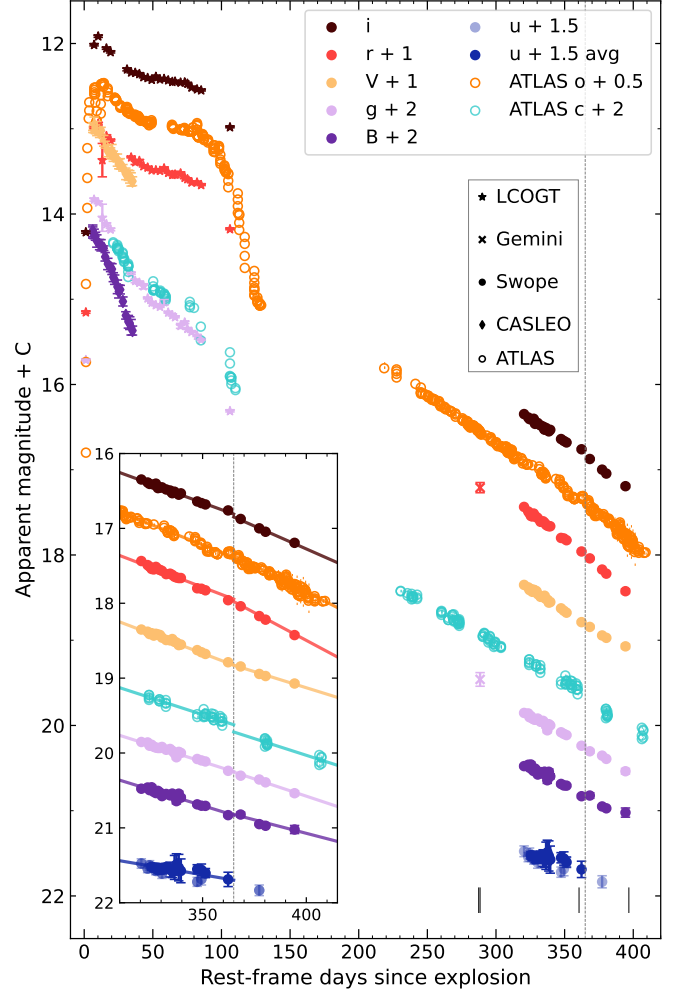 12
14
16
18
20
22
Apparent magnitude + C
i
r + 1
V + 1
g + 2
B + 2
u + 1.5
u + 1.5 avg
ATLAS o + 0.5
ATLAS c + 2
LCOGT
Gemini
Swope
CASLEO
ATLAS
16
17
18
19
20
21
22
350
400
0
50
100
150
200
250
300
350
400
Rest-frame days since explosion